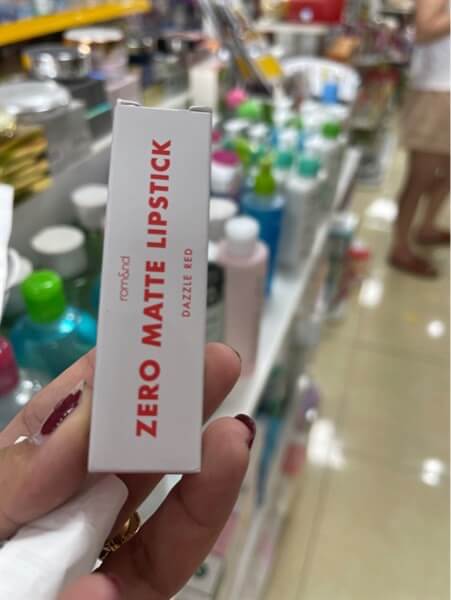 rom&nd
ZERO MATTE LIPSTICK
DAZZLE RED